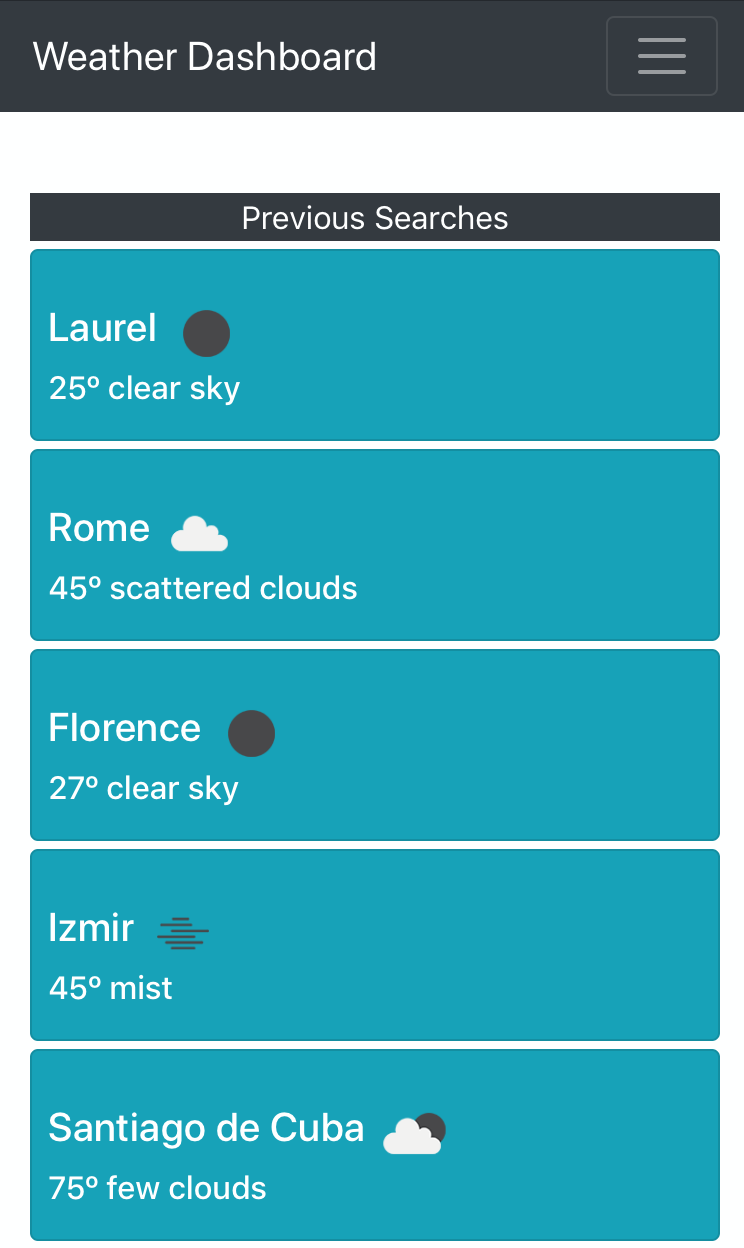 Weather Dashboard
Previous Searches
Laurel
25º clear sky
Rome
45º scattered clouds
Florence
27º clear sky
Izmir
45º mist
Santiago de Cuba
75º few clouds